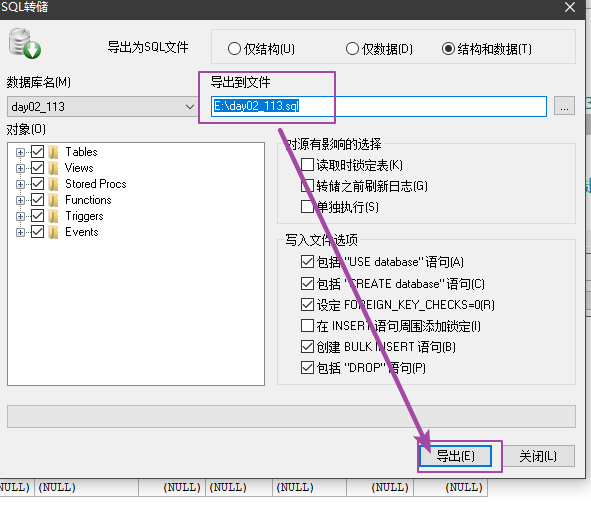 SQL转储
导出为SQL文件
仅结构(U)
仅数据(D)
结构和数据(T)
数据库名(M)
导出到文件
day02_113
E:\day02_113.sql
...
对象(O)
Tables
Views
Stored Procs
Functions
Triggers
Events
对源有影响的选择
读取时锁定表(K)
转储之前刷新日志(G)
单独执行(S)
写入文件选项
包括 "USE database" 语句(A)
包括 "CREATE database" 语句(C)
设定 FOREIGN_KEY_CHECKS=0(R)
在 INSERT 语句周围添加锁定(I)
创建 BULK INSERT 语句(B)
包括 "DROP" 语句(P)
导出(E)
关闭(L)
(NULL) (NULL) (NULL) (NULL) (NULL) (NULL)